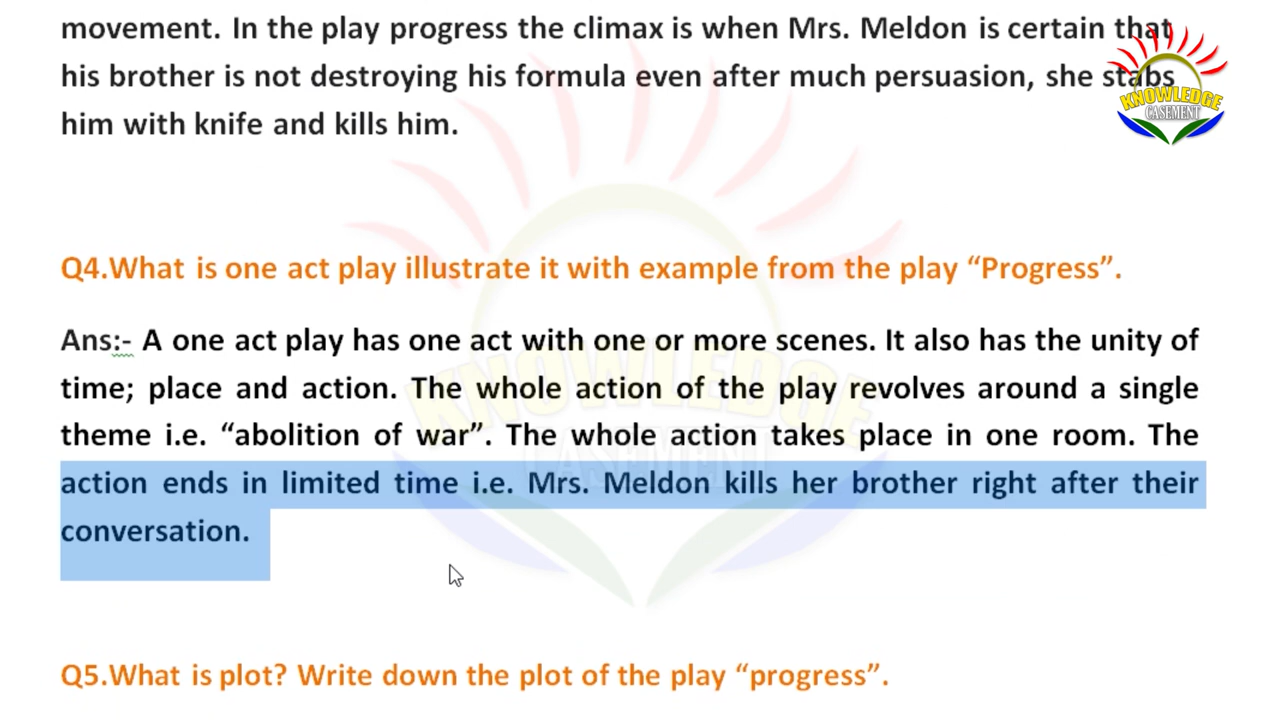 movement. In the play progress the climax is when Mrs. Meldon is certain that
his brother is not destroying his formula even after much persuasion, she stabs
him with knife and kills him.
KNOWLEDGE
CASEMENT
Q4.What is one act play illustrate it with example from the play “Progress”.
Ans:- A one act play has one act with one or more scenes. It also has the unity of
time; place and action. The whole action of the play revolves around a single
theme i.e. “abolition of war”. The whole action takes place in one room. The
action ends in limited time i.e. Mrs. Meldon kills her brother right after their
conversation.
KNOWLEDGE
CASEMENT
Q5.What is plot? Write down the plot of the play “progress”.